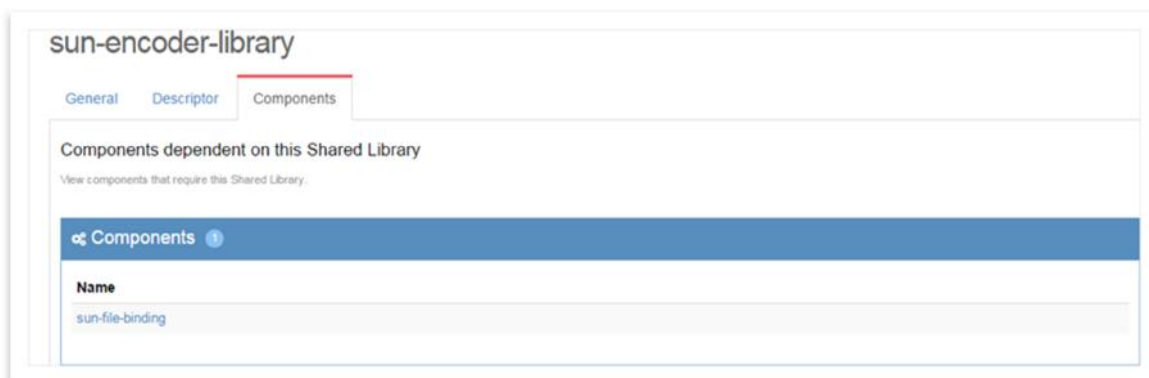 sun-encoder-library
General Descriptor Components
Components dependent on this Shared Library
View components that require this Shared Library.
Components 1
Name
sun-file-binding